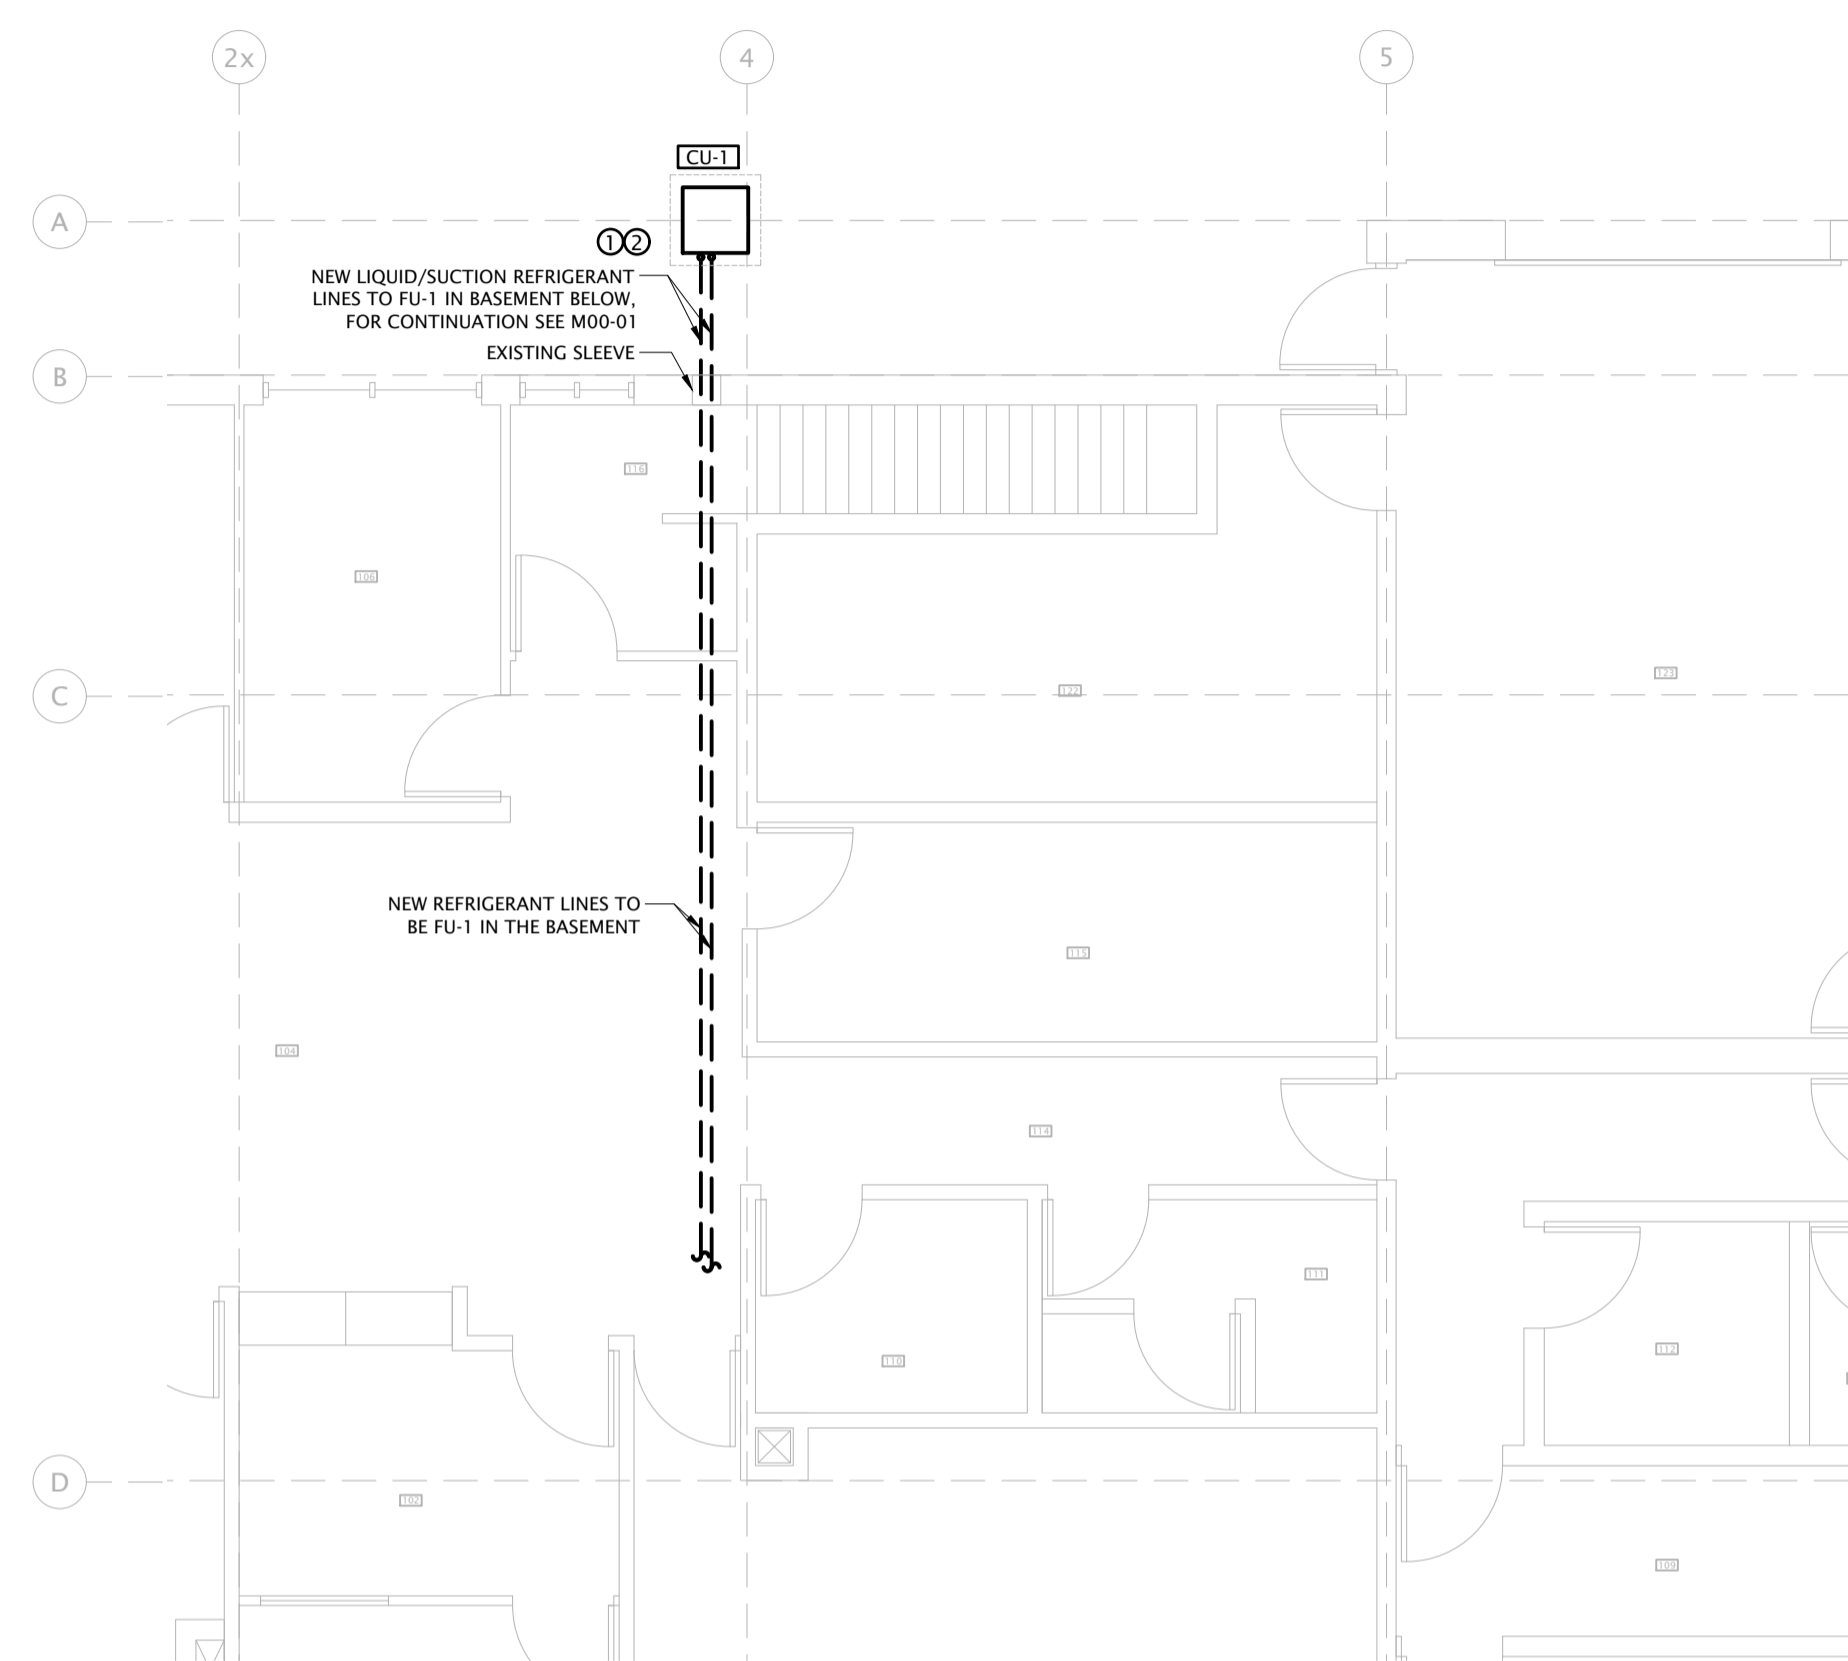 2x
4
5
CU-1
A
1 2
NEW LIQUID/SUCTION REFRIGERANT
LINES TO FU-1 IN BASEMENT BELOW,
FOR CONTINUATION SEE M00-01
EXISTING SLEEVE
B
116
106
C
122
123
NEW REFRIGERANT LINES TO
BE FU-1 IN THE BASEMENT
115
104
114
111
110
112
D
102
109